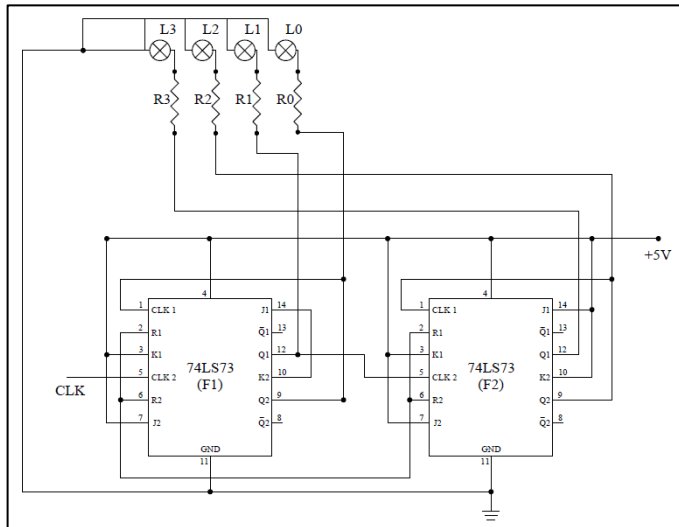 L3 L2 L1 L0
R3 R2 R1 R0
+5V
4
1 CLK 1 J1 14
2 R1 Q̅1 13
3 K1 Q1 12
74LS73
(F1)
CLK
5 CLK 2 K2 10
6 R2 Q2 9
7 J2 Q̅2 8
GND
11
4
1 CLK 1 J1 14
2 R1 Q̅1 13
3 K1 Q1 12
74LS73
(F2)
5 CLK 2 K2 10
6 R2 Q2 9
7 J2 Q̅2 8
GND
11